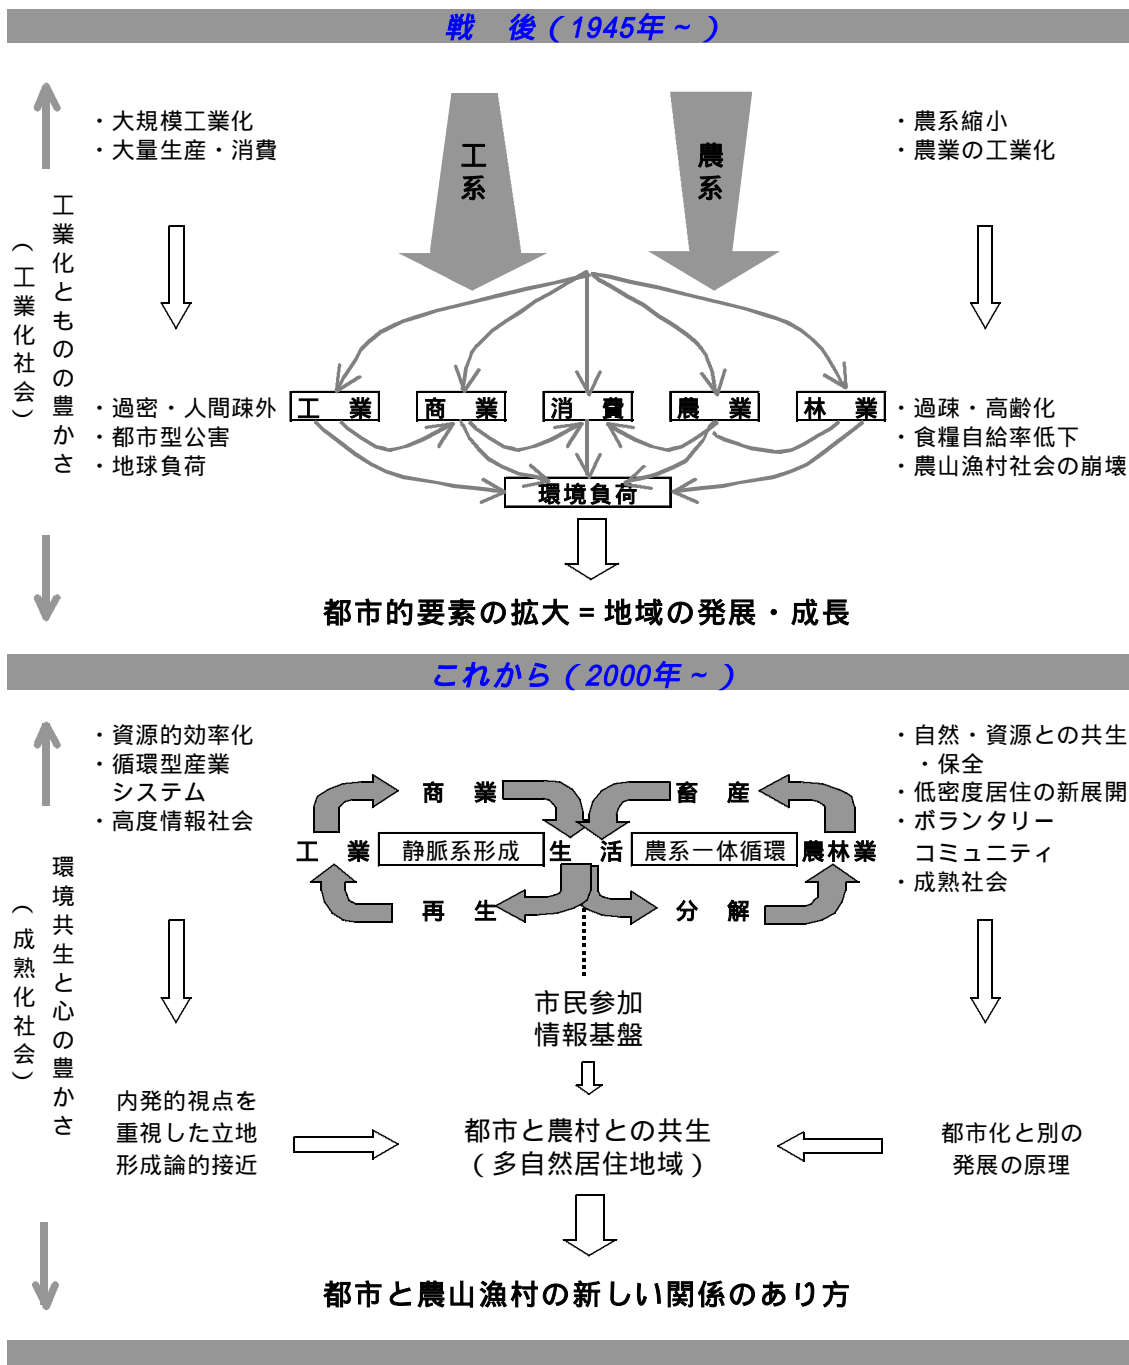 戦　後（1945年～）
・大規模工業化
・大量生産・消費
工系
農系
・農系縮小
・農業の工業化
工業化とものの豊かさ
（工業化社会）
・過密・人間疎外
・都市型公害
・地球負荷
工　業
商　業
消　費
農　業
林　業
・過疎・高齢化
・食糧自給率低下
・農山漁村社会の崩壊
環境負荷
都市的要素の拡大＝地域の発展・成長
これから（2000年～）
・資源的効率化
・循環型産業
システム
・高度情報社会
・自然・資源との共生
・保全
・低密度居住の新展開
・ボランタリー
コミュニティ
・成熟社会
商　業
畜　産
工　業
静脈系形成
生　活
農系一体循環
農林業
再　生
分　解
環境共生と心の豊かさ
（成熟化社会）
市民参加
情報基盤
内発的視点を
重視した立地
形成論的接近
都市と農村との共生
（多自然居住地域）
都市化と別の
発展の原理
都市と農山漁村の新しい関係のあり方